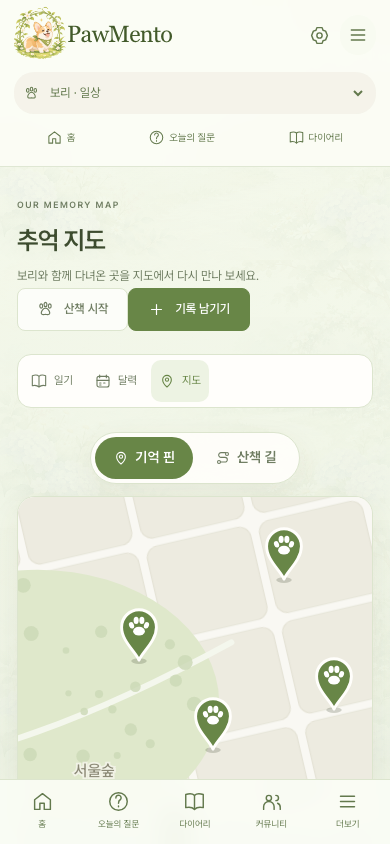 PawMento
보리 · 일상
홈
오늘의 질문
다이어리
OUR MEMORY MAP
추억 지도
보리와 함께 다녀온 곳을 지도에서 다시 만나 보세요.
산책 시작
기록 남기기
일기
달력
지도
기억 핀
산책 길
서울숲
홈
오늘의 질문
다이어리
커뮤니티
더보기